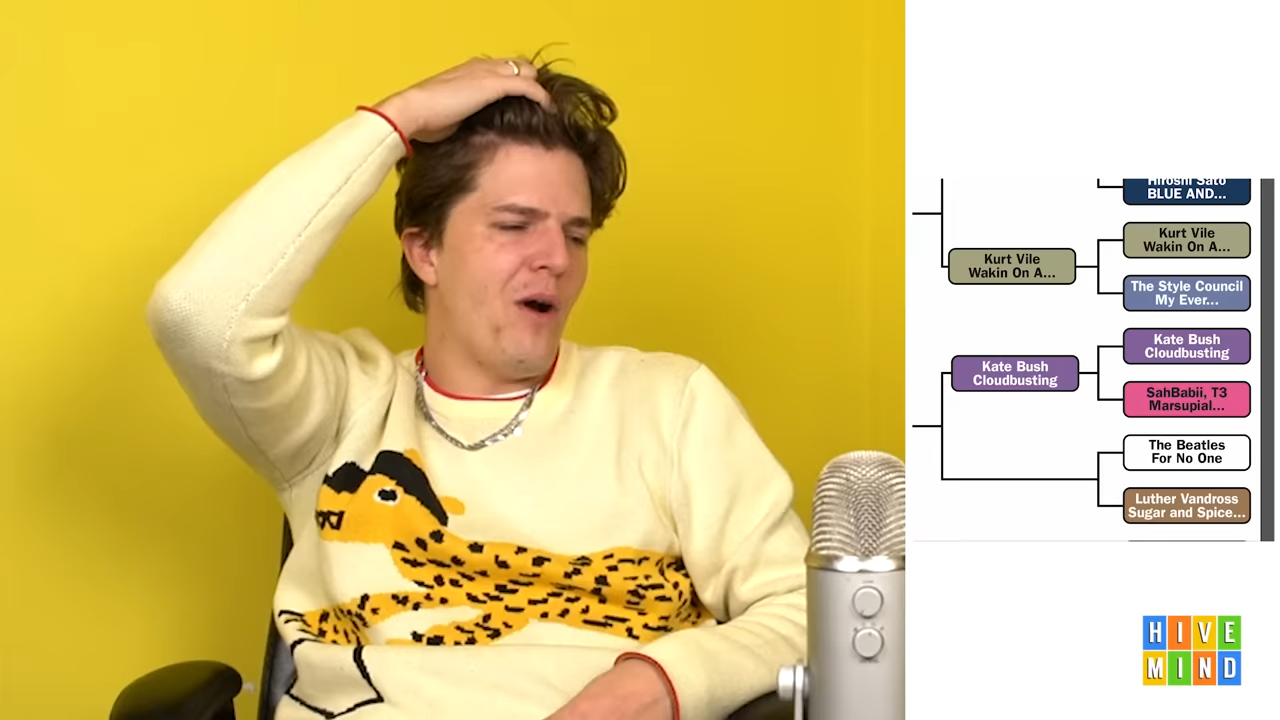 Hiroshi Sato
BLUE AND...
Kurt Vile
Wakin On A...
Kurt Vile
Wakin On A...
The Style Council
My Ever...
Kate Bush
Cloudbusting
Kate Bush
Cloudbusting
SahBabii, T3
Marsupial...
The Beatles
For No One
Luther Vandross
Sugar and Spice...
HIVE
MIND